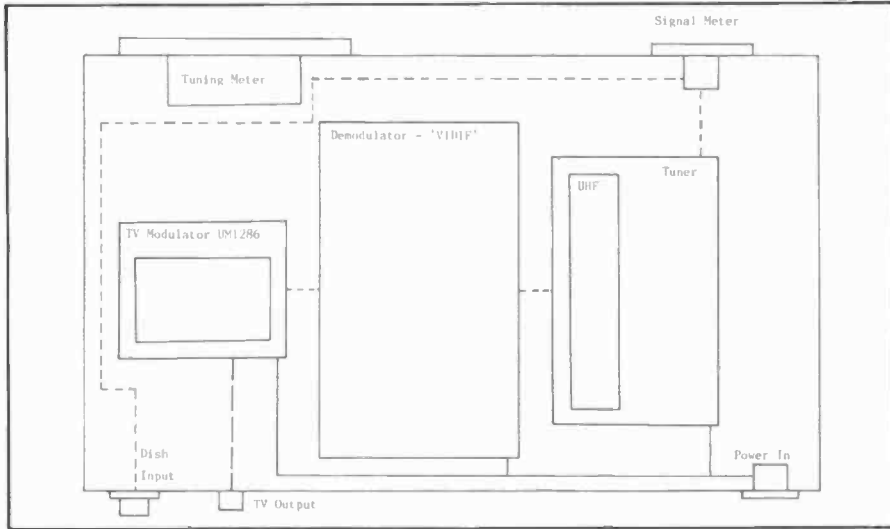 Signal Meter
Tuning Meter
Demodulator - 'VIDIF'
Tuner
UHF
TV Modulator UM1286
Dish
Input
TV Output
Power In